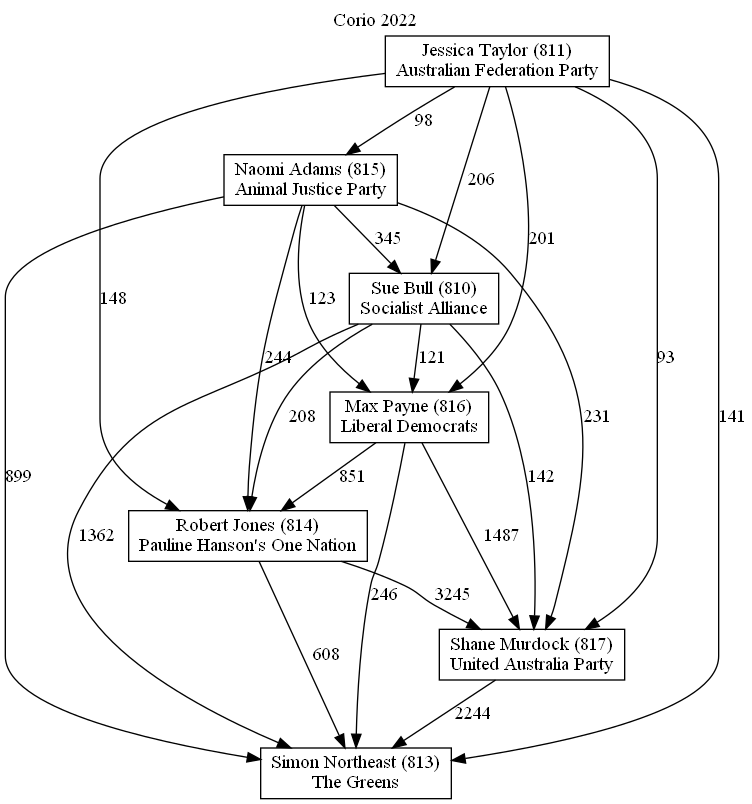 Corio 2022
Jessica Taylor (811)
Australian Federation Party
98
Naomi Adams (815)
Animal Justice Party
206
345
201
Sue Bull (810)
Socialist Alliance
148
123
244
121
93
Max Payne (816)
Liberal Democrats
208
231
141
899
851
142
Robert Jones (814)
Pauline Hanson's One Nation
1362
1487
246
3245
Shane Murdock (817)
United Australia Party
608
2244
Simon Northeast (813)
The Greens